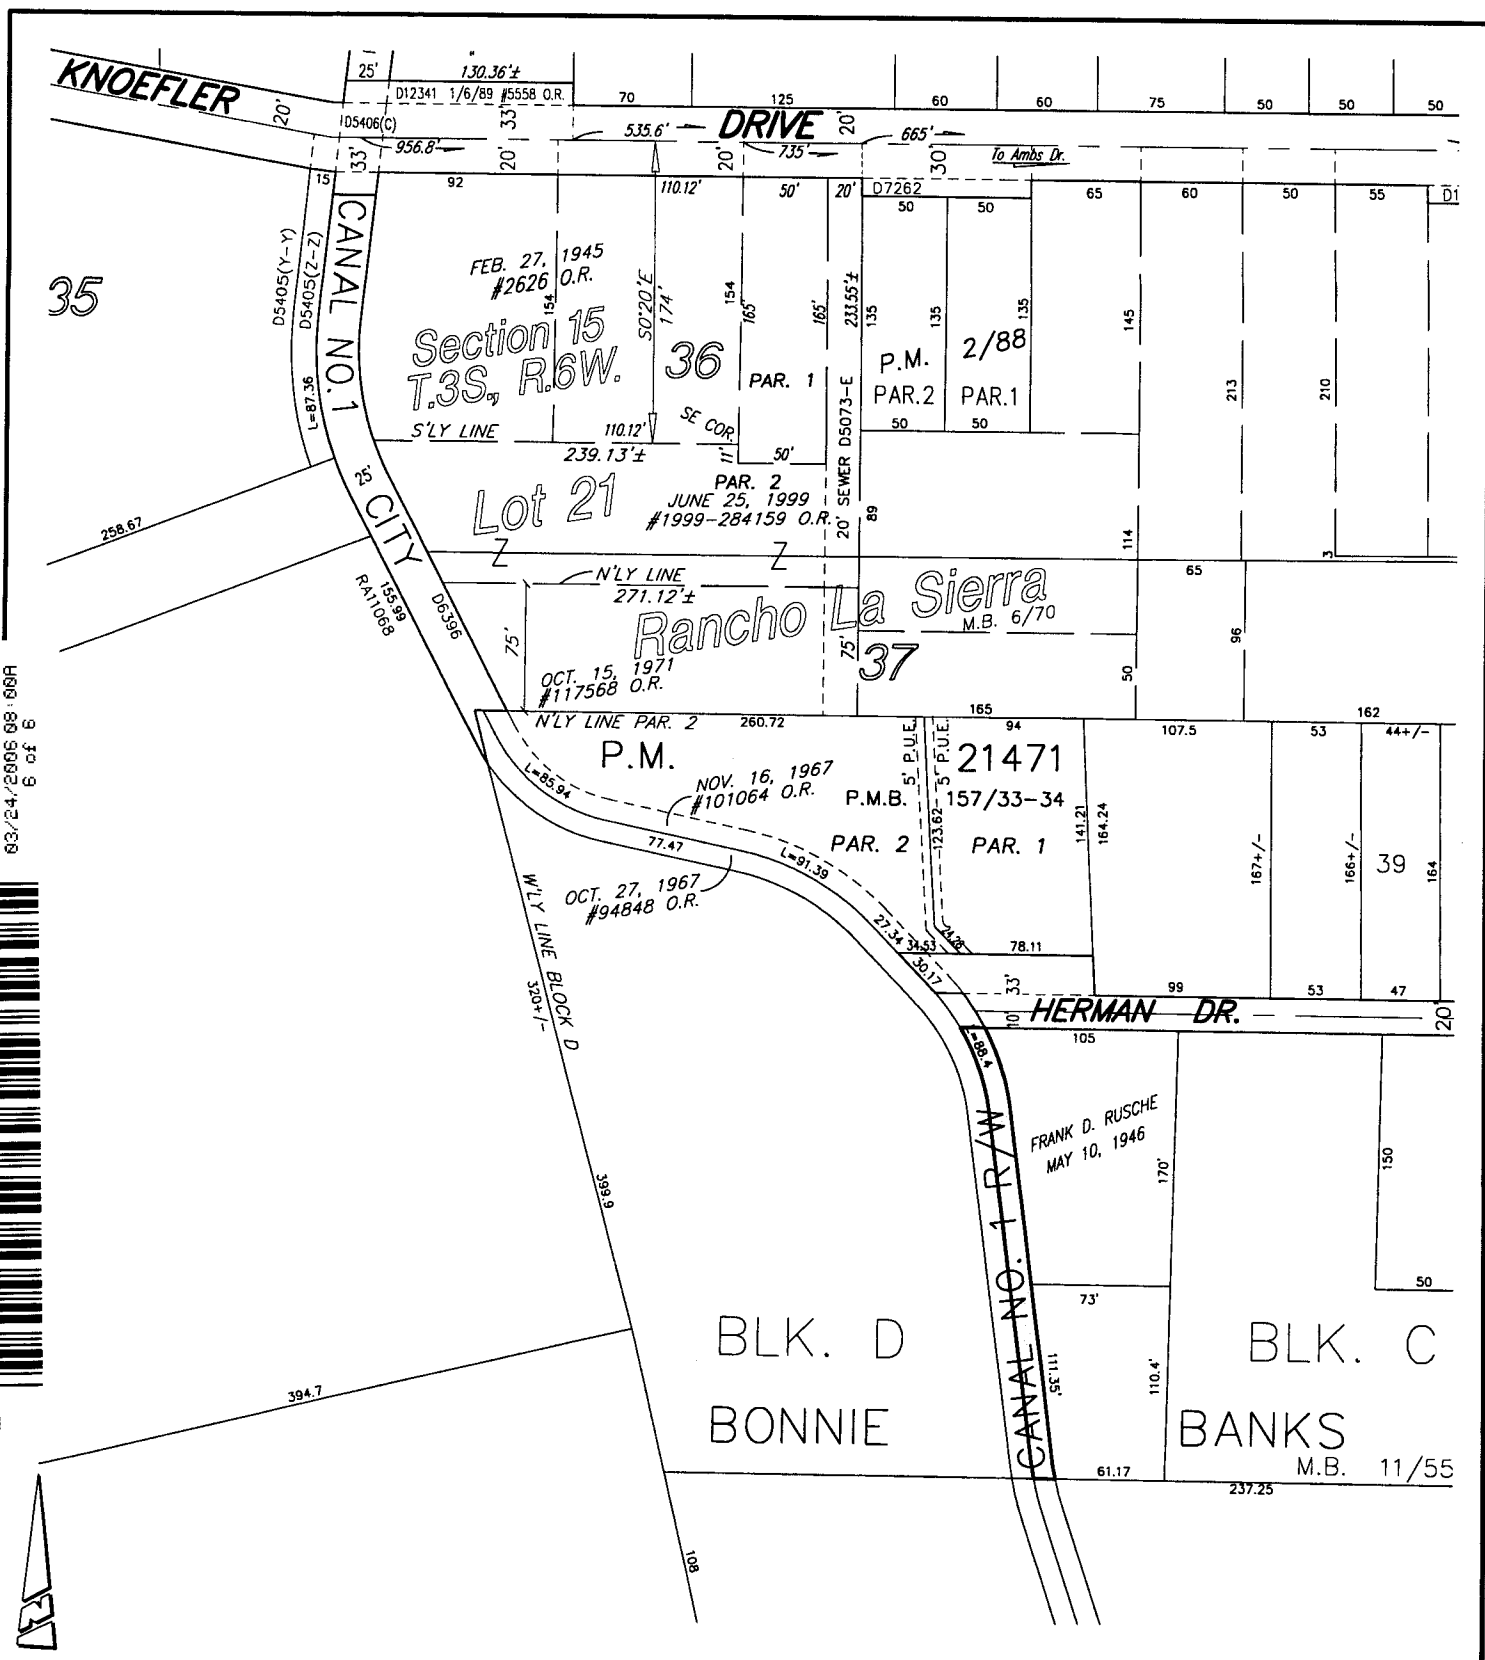 KNOEFLER
DRIVE
25'
130.36'±
D12341 1/6/89 #5558 O.R.
70
125
60
60
75
50
50
50
20'
D5406(C)
33'
33'
956.8'
20'
535.6'
20'
735'
20'
665'
30'
To Ambs Dr.
15
92
110.12'
50'
20'
D7262
50
50
65
60
50
55
D1
CANAL NO.1
D5405(Y-Y)
D5405(Z-Z)
L=87.36
35
FEB. 27, 1945
#2626 O.R.
154
S0°20'E
174'
154
165'
165'
233.55'±
135
135
135
145
213
210
Section 15
T.3S., R.6W.
36
PAR. 1
P.M.
2/88
PAR.2
PAR.1
50
50
S'LY LINE
110.12'
239.13'±
SE COR.
11'
50'
20' SEWER D5073-E
89
114
3
PAR. 2
JUNE 25, 1999
#1999-284159 O.R.
Lot 21
25'
CITY
258.67
155.99
RA11068
D6396
Z
Z
N'LY LINE
271.12'±
65
Rancho La Sierra
M.B. 6/70
75'
75'
37
96
50
OCT. 15, 1971
#117568 O.R.
N'LY LINE PAR. 2
260.72
165
162
94
107.5
53
44+/-
P.M.
21471
5' P.U.E.
5' P.U.E.
L=85.94
NOV. 16, 1967
#101064 O.R.
P.M.B.
157/33-34
123.62
141.21
164.24
PAR. 2
PAR. 1
167+/-
166+/-
39
164
77.47
L=91.39
OCT. 27, 1967
#94848 O.R.
27.34
34.53
24.26
78.11
30.17
33'
99
53
47
10'
HERMAN DR.
20'
W'LY LINE BLOCK D
320+/-
L=88.4
105
FRANK D. RUSCHE
MAY 10, 1946
170'
150
399.9
CANAL NO. 1 R/W
50
73'
111.35'
110.4'
BLK. D
BLK. C
BONNIE
BANKS
M.B. 11/55
394.7
61.17
237.25
108
03/24/2006 08:00A
6 of 6
N